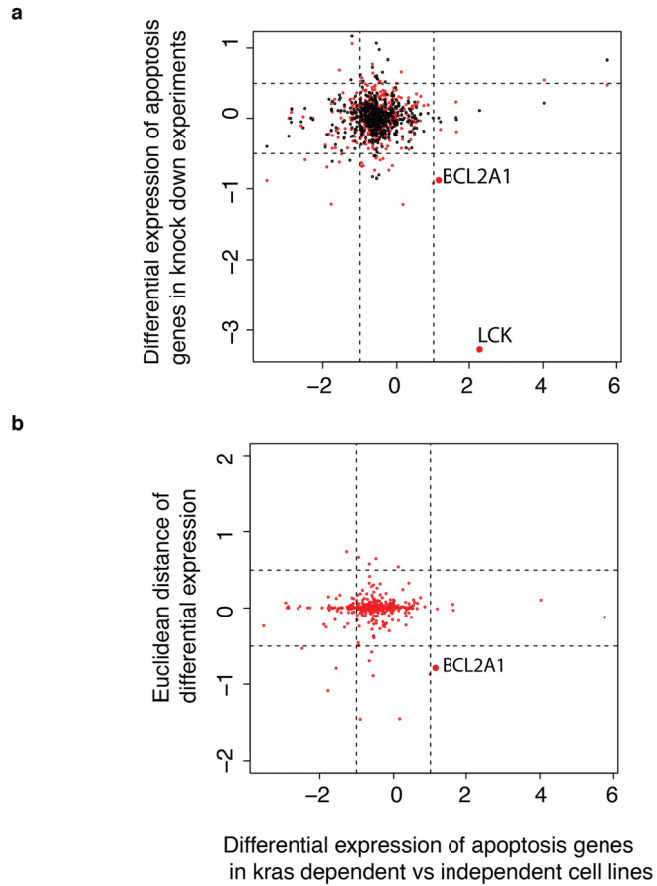 a
Differential expression of apoptosis
genes in knock down experiments
1
0
−1
−2
−3
BCL2A1
LCK
−2 0 2 4 6
b
Euclidean distance of
differential expression
2
1
0
−1
−2
BCL2A1
−2 0 2 4 6
Differential expression of apoptosis genes
in kras dependent vs independent cell lines